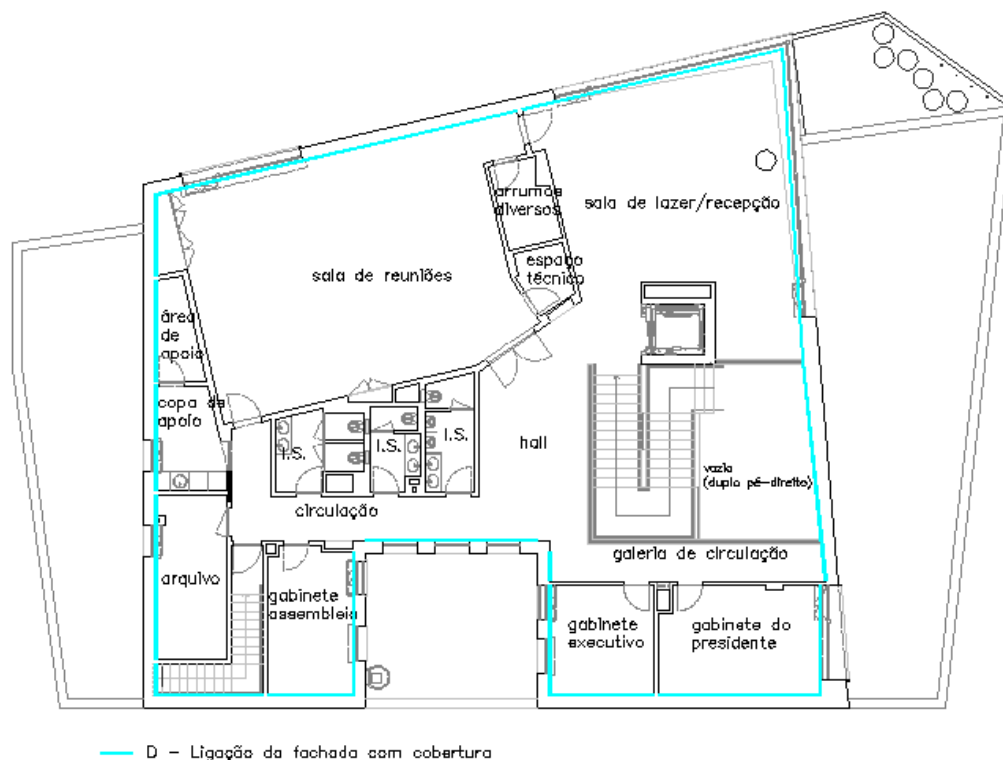 arrumos
diversos
sala de lazer/recepção
espaço
técnico
sala de reuniões
área
de
apoio
copa de
apoio
I.S.
I.S.
I.S.
hall
vazio
(duplo pé-direito)
circulação
galeria de circulação
arquivo
gabinete
assembleia
gabinete
executivo
gabinete do
presidente
D - Ligação da fachada com cobertura